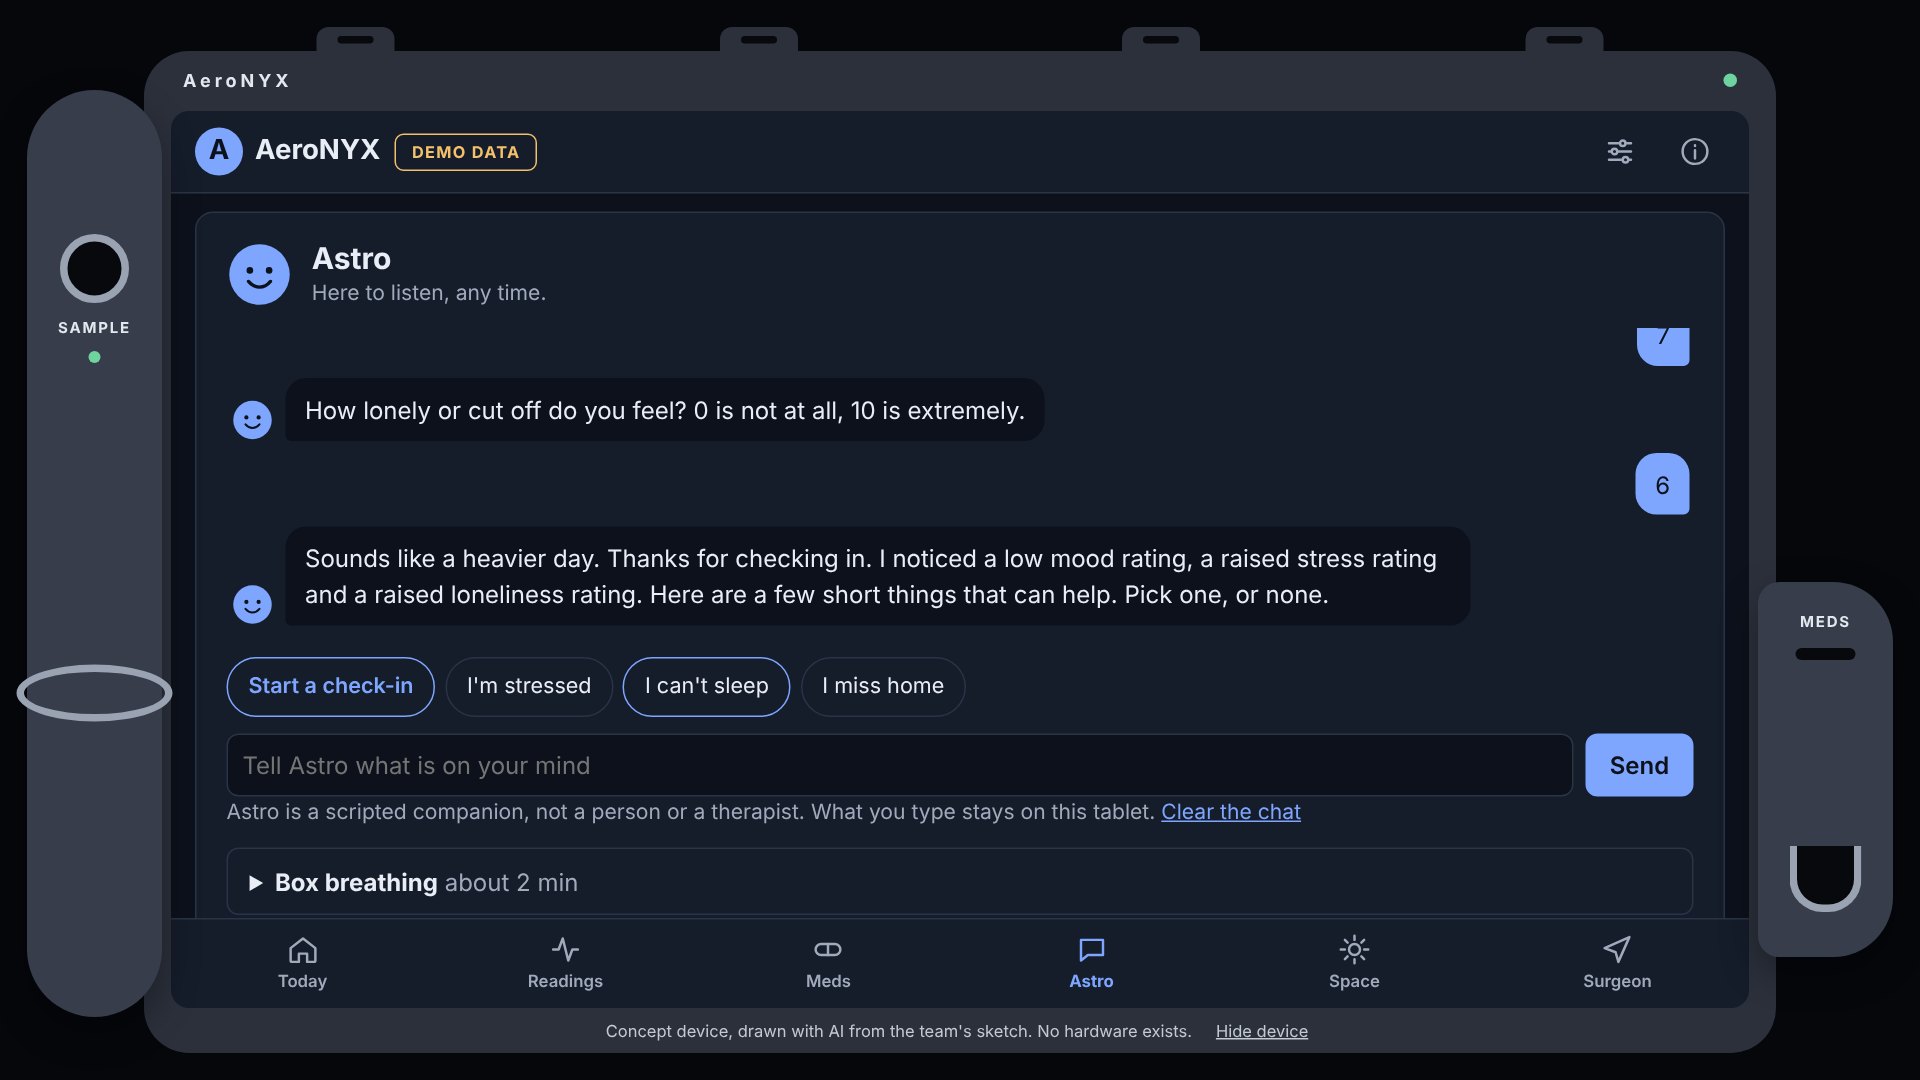 AeroNYX
A AeroNYX DEMO DATA
SAMPLE
Astro
Here to listen, any time.
7
How lonely or cut off do you feel? 0 is not at all, 10 is extremely.
6
Sounds like a heavier day. Thanks for checking in. I noticed a low mood rating, a raised stress rating
and a raised loneliness rating. Here are a few short things that can help. Pick one, or none.
Start a check-in I'm stressed I can't sleep I miss home
Tell Astro what is on your mind Send
Astro is a scripted companion, not a person or a therapist. What you type stays on this tablet. Clear the chat
Box breathing about 2 min
MEDS
Today Readings Meds Astro Space Surgeon
Concept device, drawn with AI from the team's sketch. No hardware exists. Hide device